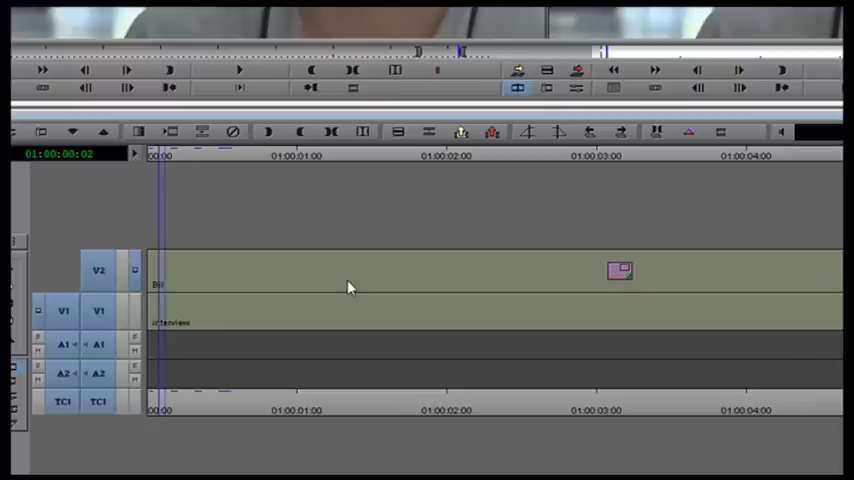 01:00:00:02
00:00 01:00:01:00 01:00:02:00 01:00:03:00 01:00:04:00
V2
Bill
V1 V1
interview
S A1 A1 S
M M
S A2 A2 S
M M
TC1 TC1
00:00 01:00:01:00 01:00:02:00 01:00:03:00 01:00:04:00